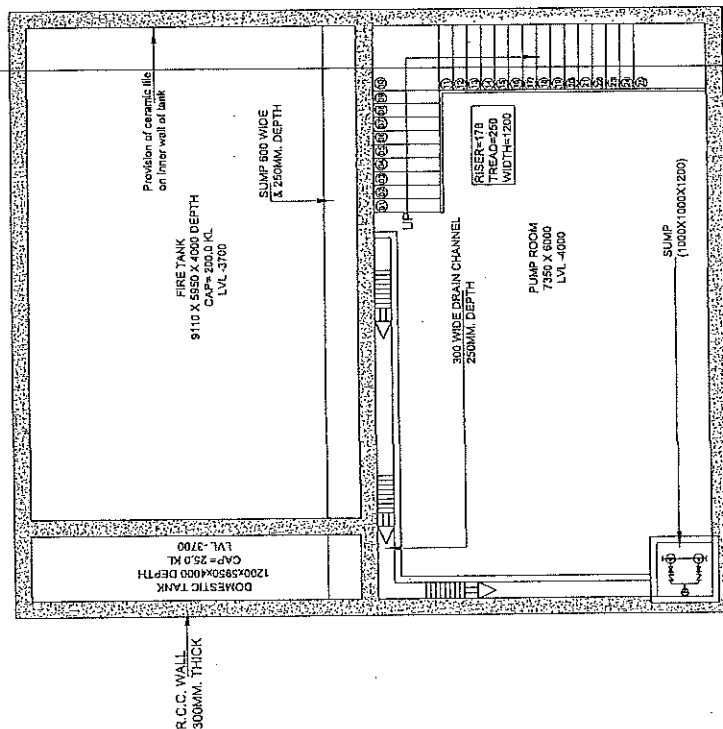 Provision of ceramic tile
on Inner wall of tank
FIRE TANK
9110 X 5950 X 4000 DEPTH
CAP= 200.0 KL
LVL -3700
SUMP 600 WIDE
& 250MM. DEPTH
DOMESTIC TANK
1200x5950x4000 DEPTH
CAP= 25.0 KL
LVL -3700
R.C.C. WALL
300MM. THICK
UP
RISER=178
TREAD=250
WIDTH=1200
300 WIDE DRAIN CHANNEL
250MM. DEPTH
PUMP ROOM
7350 X 6000
LVL -4000
SUMP
(1000X1000X1200)